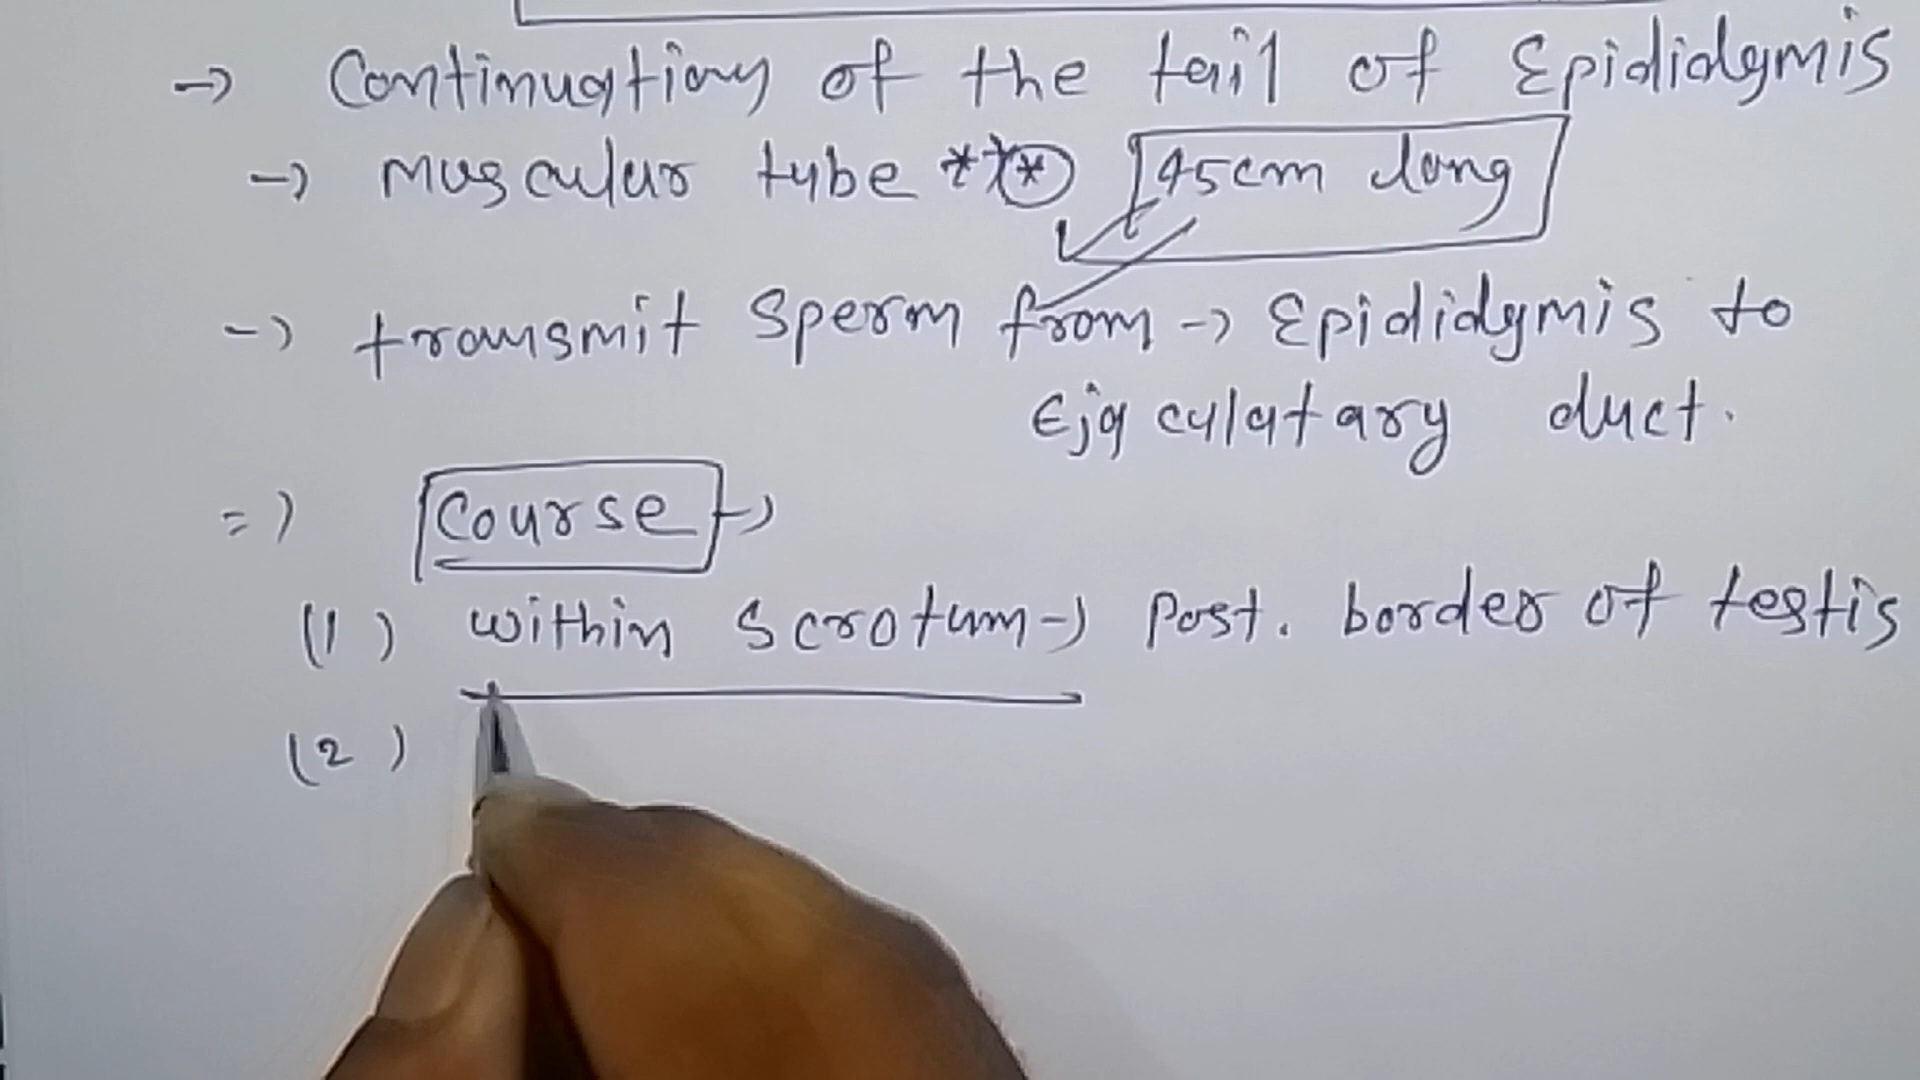 -> Continuation of the tail of Epididymis
-> muscular tube *** 45cm long
-> transmit sperm from -> Epididymis to
Ejaculatary duct.
=> Course ->
(1) within scrotum -> Post. border of testis
(2)